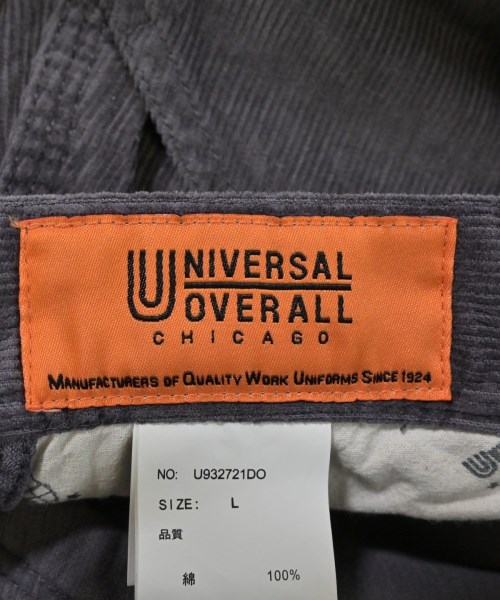 UNIVERSAL
OVERALL
CHICAGO
MANUFACTURERS OF QUALITY WORK UNIFORMS SINCE 1924
NO: U932721DO
SIZE: L
品質
綿 100%